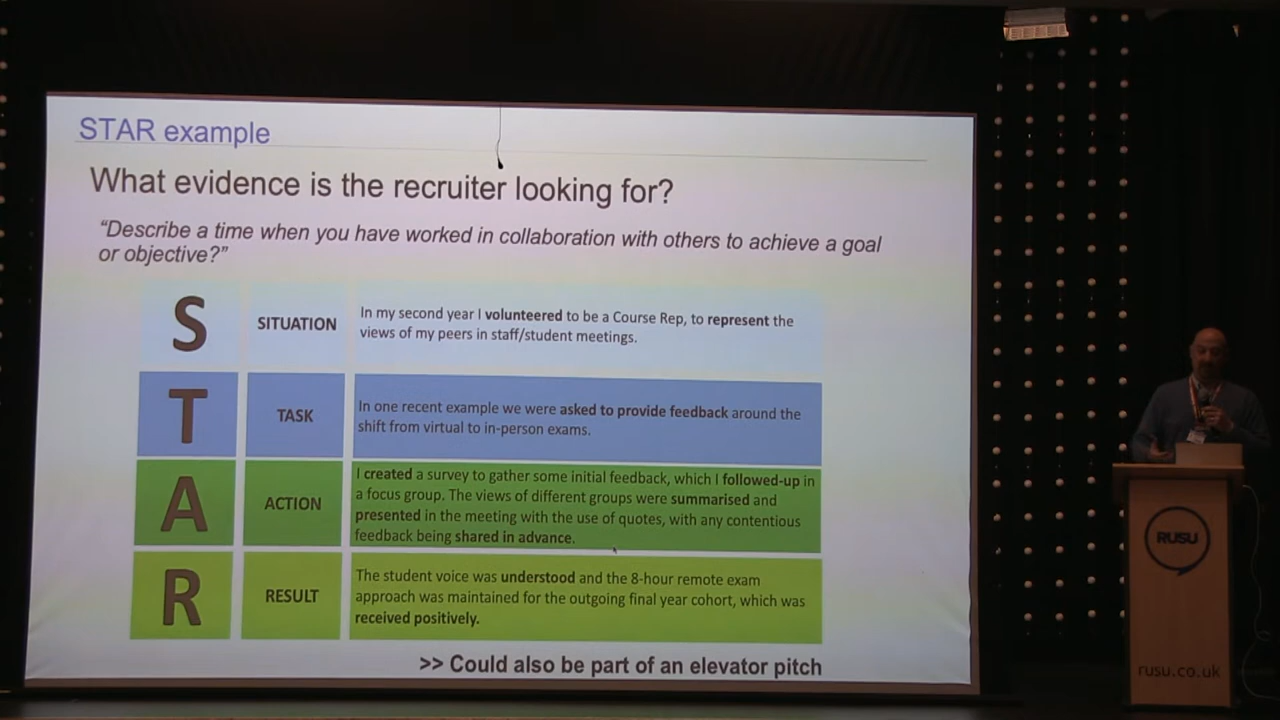 STAR example
What evidence is the recruiter looking for?
“Describe a time when you have worked in collaboration with others to achieve a goal
or objective?”
S
SITUATION
In my second year I volunteered to be a Course Rep, to represent the
views of my peers in staff/student meetings.
T
TASK
In one recent example we were asked to provide feedback around the
shift from virtual to in-person exams.
A
ACTION
I created a survey to gather some initial feedback, which I followed-up in
a focus group. The views of different groups were summarised and
presented in the meeting with the use of quotes, with any contentious
feedback being shared in advance.
R
RESULT
The student voice was understood and the 8-hour remote exam
approach was maintained for the outgoing final year cohort, which was
received positively.
>> Could also be part of an elevator pitch
RUSU
rusu.co.uk